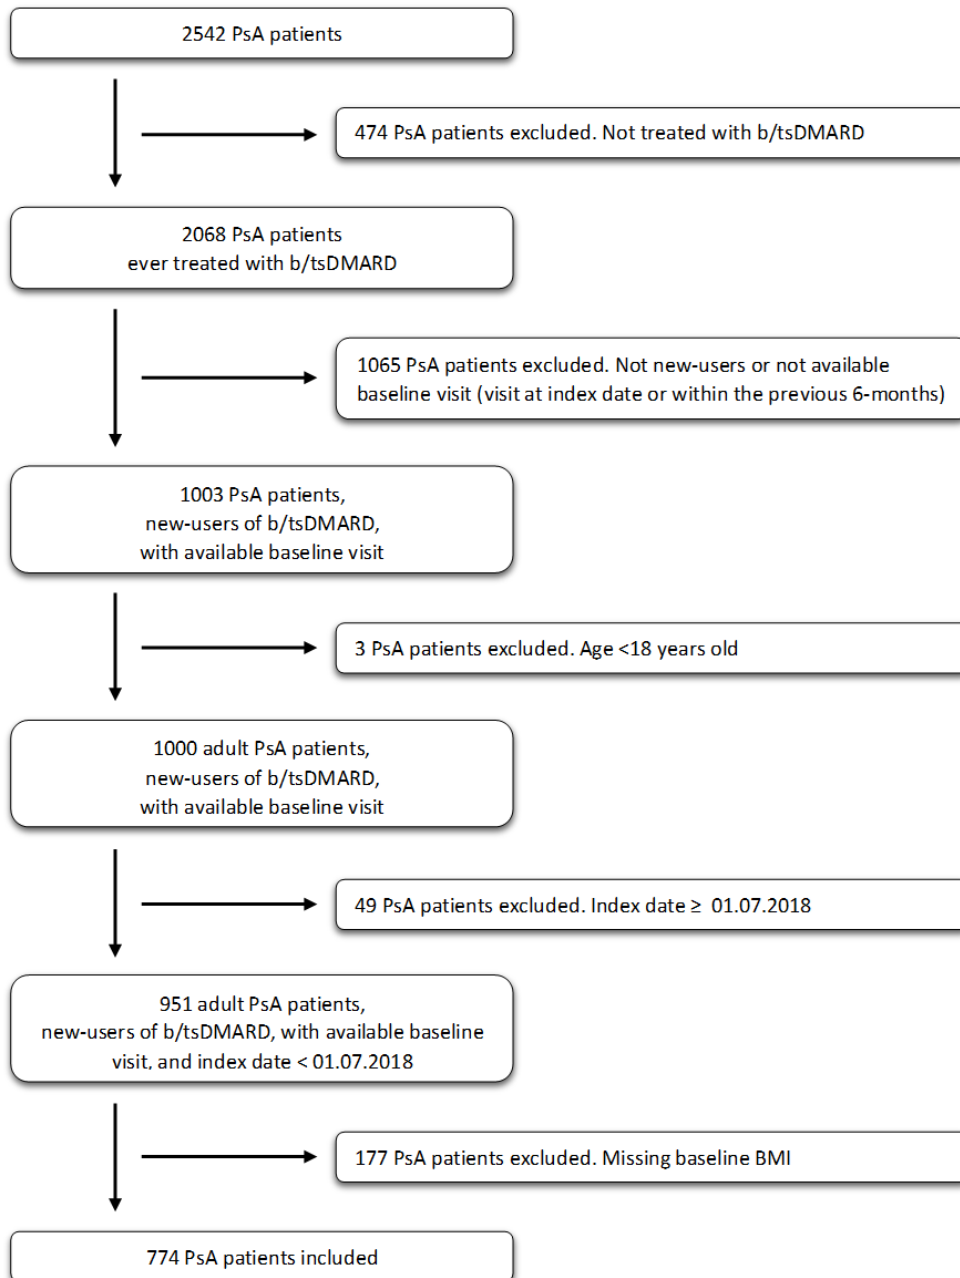 2542 PsA patients
474 PsA patients excluded. Not treated with b/tsDMARD
2068 PsA patients
ever treated with b/tsDMARD
1065 PsA patients excluded. Not new-users or not available
baseline visit (visit at index date or within the previous 6-months)
1003 PsA patients,
new-users of b/tsDMARD,
with available baseline visit
3 PsA patients excluded. Age <18 years old
1000 adult PsA patients,
new-users of b/tsDMARD,
with available baseline visit
49 PsA patients excluded. Index date ≥ 01.07.2018
951 adult PsA patients,
new-users of b/tsDMARD, with available baseline
visit, and index date < 01.07.2018
177 PsA patients excluded. Missing baseline BMI
774 PsA patients included